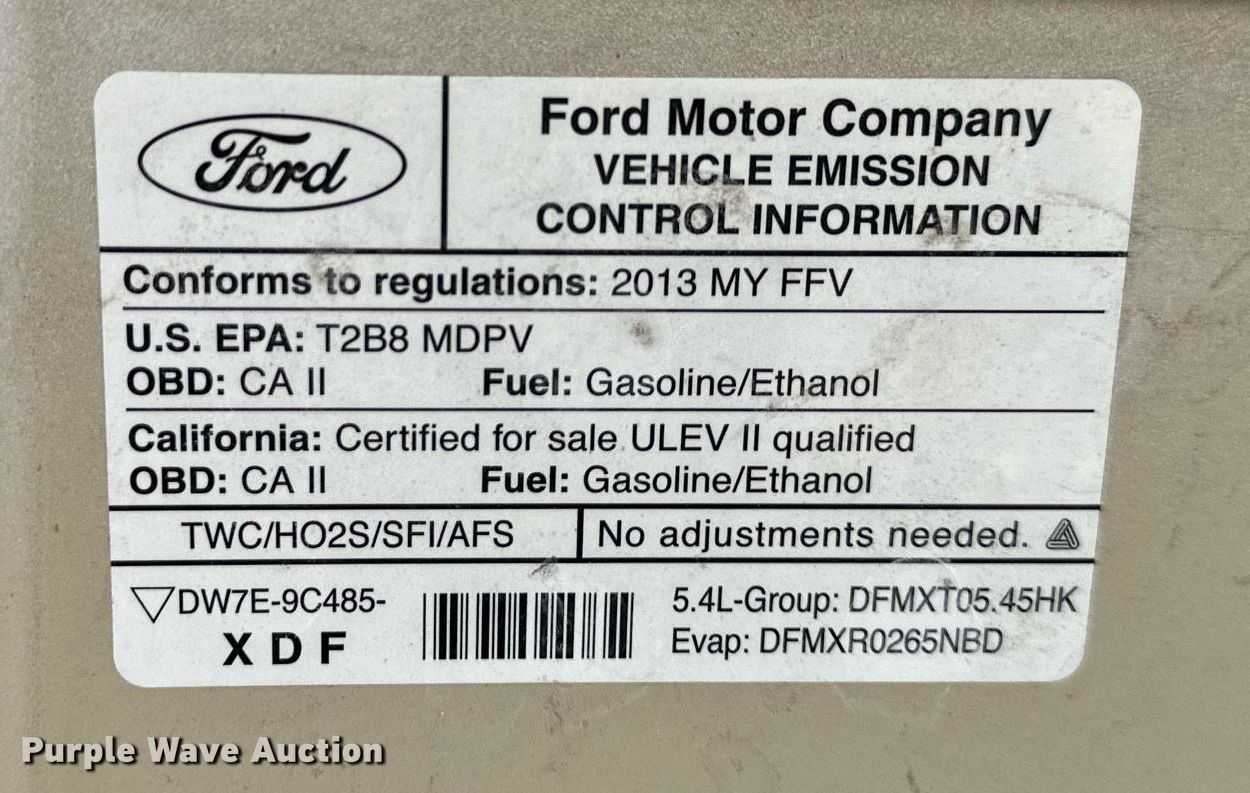 Ford
Ford Motor Company
VEHICLE EMISSION
CONTROL INFORMATION
Conforms to regulations: 2013 MY FFV
U.S. EPA: T2B8 MDPV
OBD: CA II Fuel: Gasoline/Ethanol
California: Certified for sale ULEV II qualified
OBD: CA II Fuel: Gasoline/Ethanol
TWC/HO2S/SFI/AFS
No adjustments needed.
DW7E-9C485-
XDF
5.4L-Group: DFMXT05.45HK
Evap: DFMXR0265NBD
Purple Wave Auction